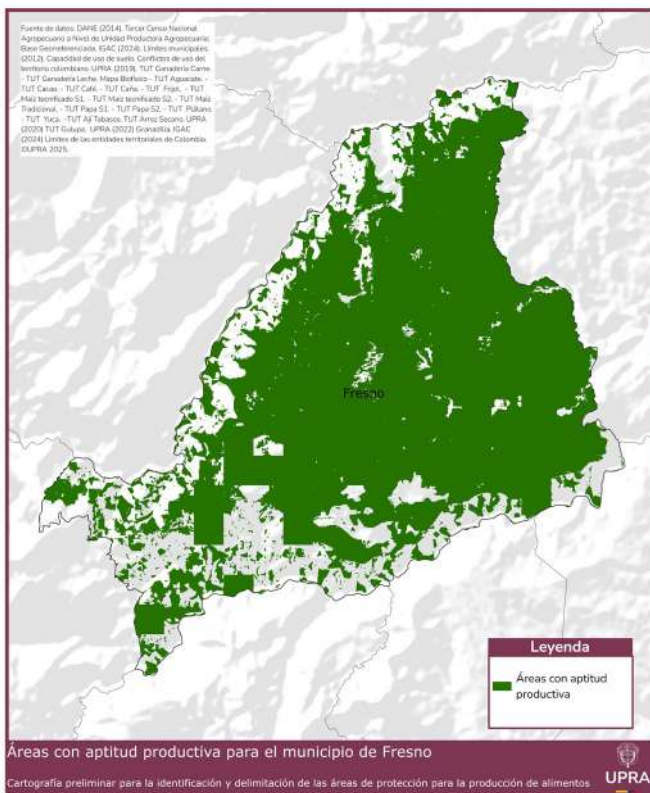 Fuente de datos: DANE (2014). Tercer Censo Nacional
Agropecuario a Nivel de Unidad Productora Agropecuaria:
Base Georreferenciada. IGAC (2024). Límites municipales.
(2012). Capacidad de uso de suelo. Conflictos de uso del
territorio colombiano. UPRA (2019). TUT Ganadería Carne
- TUT Ganadería Leche. Mapa Biofísico - TUT Aguacate. -
TUT Cacao - TUT Café. - TUT Caña. - TUT Frijol. - TUT
Maíz tecnificado S1. - TUT Maíz tecnificado S2. - TUT Maíz
Tradicional. - TUT Papa S1. - TUT Papa S2. - TUT Plátano.
- TUT Yuca. -TUT Ají Tabasco. TUT Arroz Secano. UPRA
(2020) TUT Gulupa. UPRA (2022) Granadilla. IGAC
(2024) Límites de las entidades territoriales de Colombia.
©UPRA 2025.
Fresno
Leyenda
Áreas con aptitud
productiva
Áreas con aptitud productiva para el municipio de Fresno
Cartografía preliminar para la identificación y delimitación de las áreas de protección para la producción de alimentos
UPRA